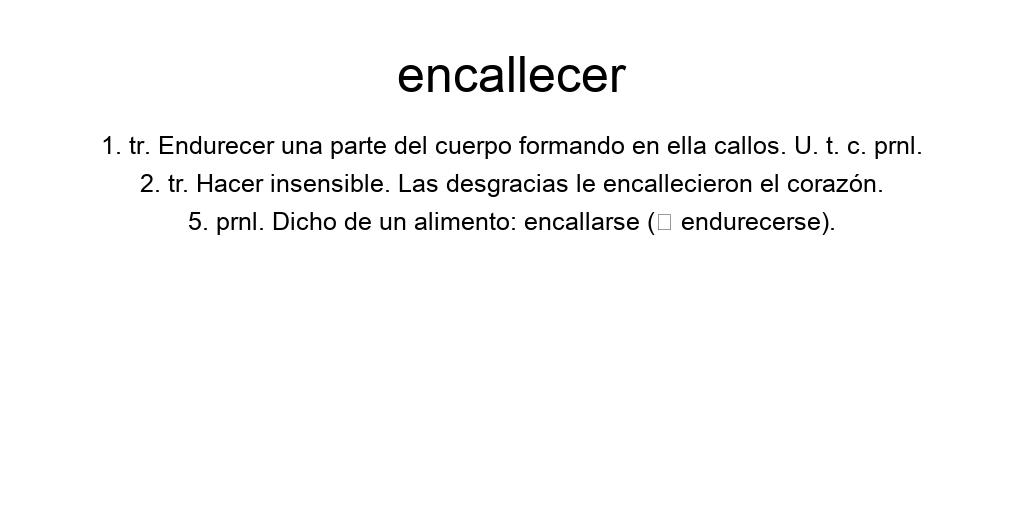 encallecer
1. tr. Endurecer una parte del cuerpo formando en ella callos. U. t. c. prnl.
2. tr. Hacer insensible. Las desgracias le encallecieron el corazón.
5. prnl. Dicho de un alimento: encallarse (□ endurecerse).